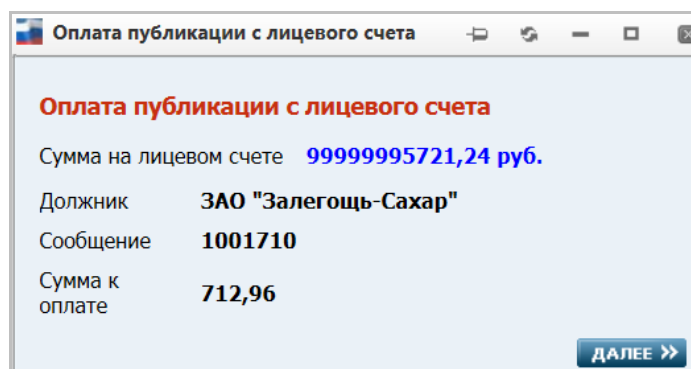 Оплата публикации с лицевого счета
Оплата публикации с лицевого счета
Сумма на лицевом счете 99999995721,24 руб.
Должник ЗАО "Залегощь-Сахар"
Сообщение 1001710
Сумма к
оплате 712,96
ДАЛЕЕ